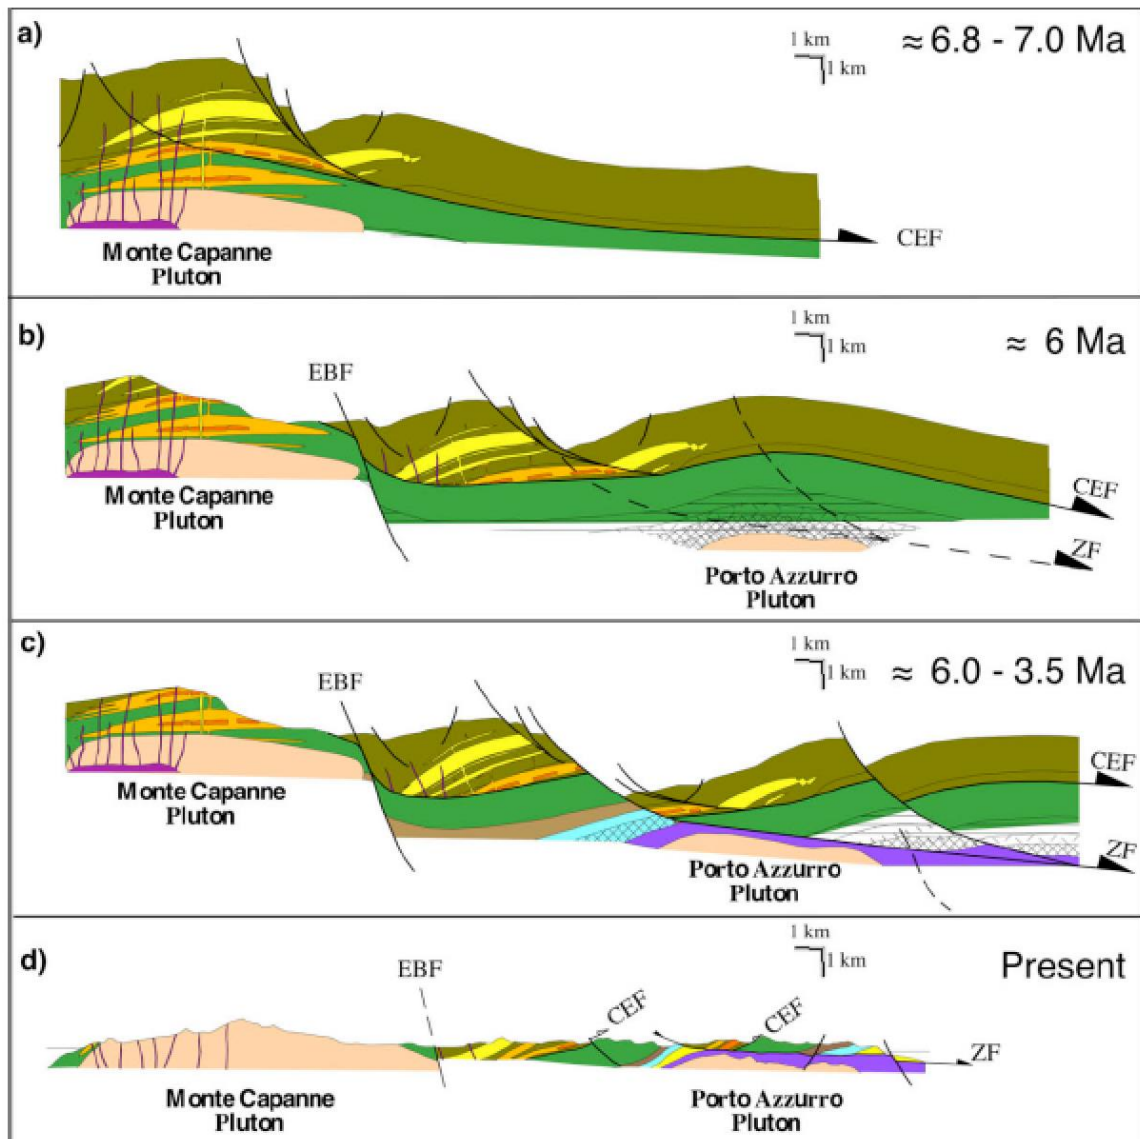 a)
1 km
1 km
≈ 6.8 - 7.0 Ma
CEF
Monte Capanne
Pluton
b)
1 km
1 km
≈ 6 Ma
EBF
CEF
ZF
Monte Capanne
Pluton
Porto Azzurro
Pluton
c)
1 km
1 km
≈ 6.0 - 3.5 Ma
EBF
CEF
ZF
Monte Capanne
Pluton
Porto Azzurro
Pluton
d)
1 km
1 km
Present
EBF
CEF
CEF
ZF
Monte Capanne
Pluton
Porto Azzurro
Pluton